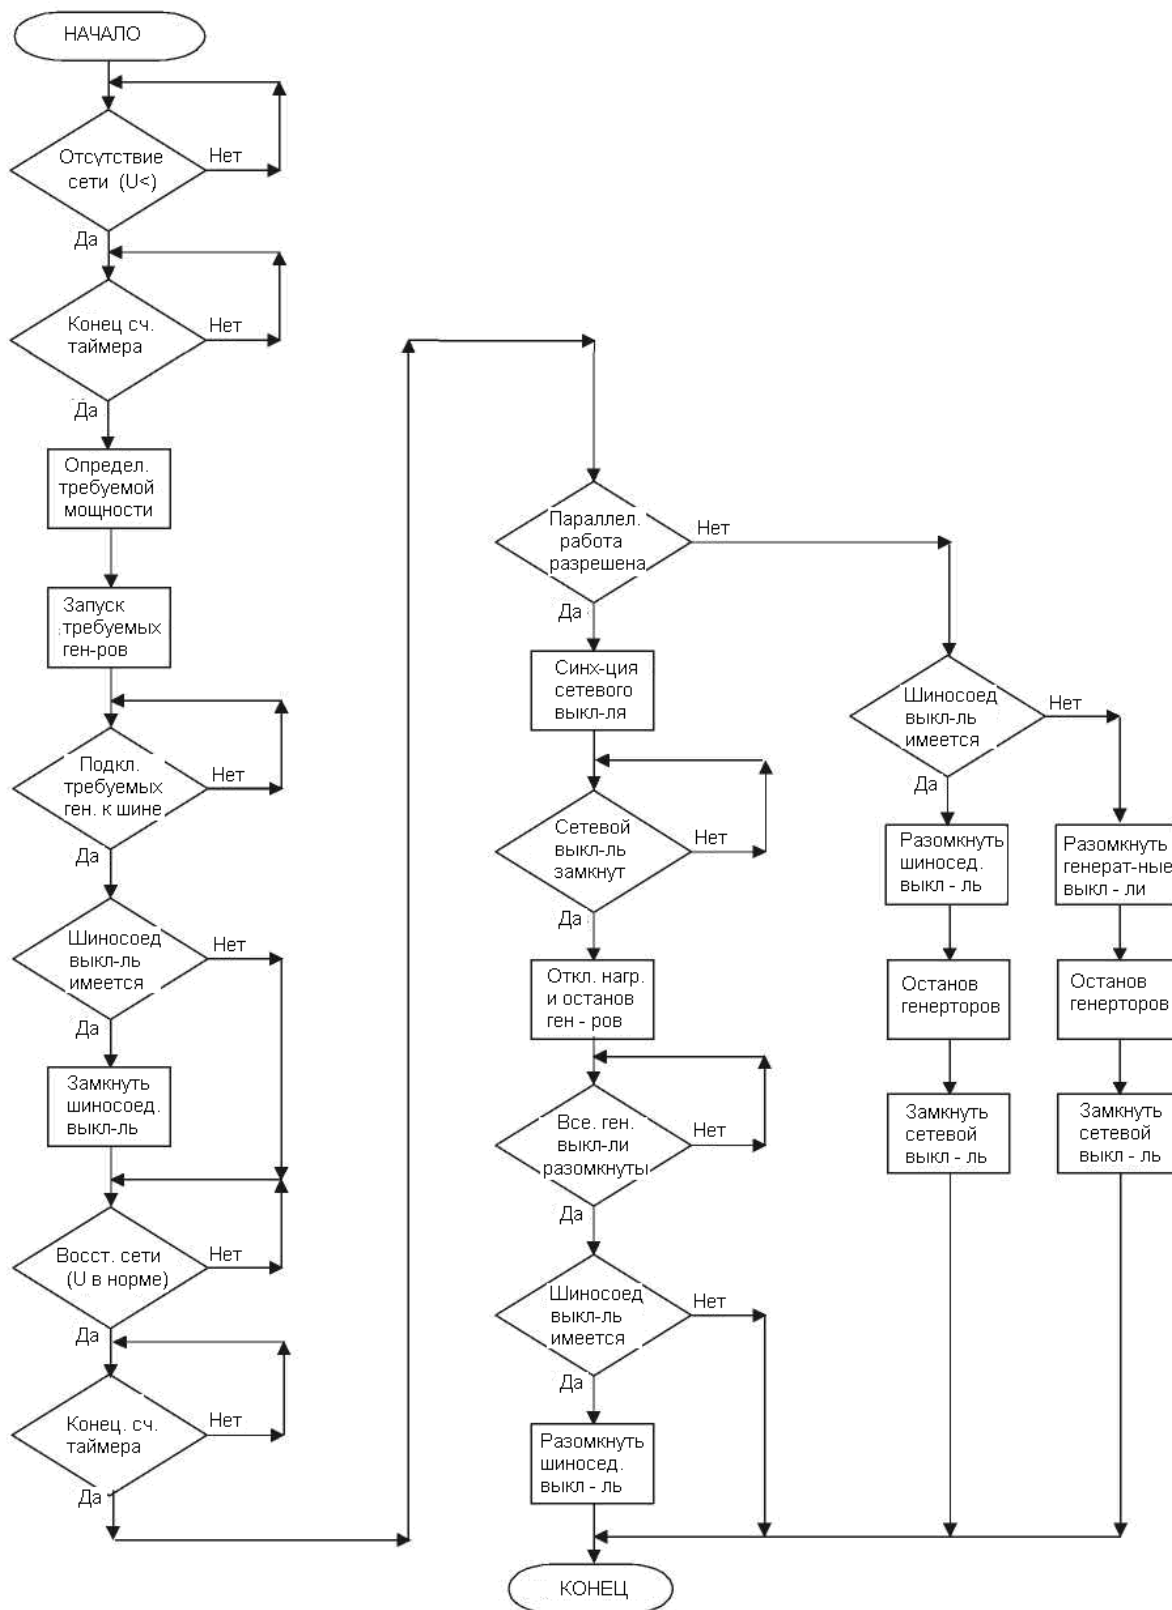 НАЧАЛО
Отсутствие
сети (U<)
Нет
Да
Конец сч.
таймера
Нет
Да
Определ.
требуемой
мощности
Запуск
требуемых
ген-ров
Подкл.
требуемых
ген. к шине
Нет
Да
Шиносоед
выкл-ль
имеется
Нет
Да
Замкнуть
шиносоед.
выкл-ль
Восст. сети
(U в норме)
Нет
Да
Конец. сч.
таймера
Нет
Да
Параллел.
работа
разрешена
Нет
Да
Синх-ция
сетевого
выкл-ля
Сетевой
выкл-ль
замкнут
Нет
Да
Откл. нагр.
и останов
ген - ров
Все. ген.
выкл-ли
разомкнуты
Нет
Да
Шиносоед
выкл-ль
имеется
Нет
Да
Разомкнуть
шиносед.
выкл - ль
КОНЕЦ
Шиносоед
выкл-ль
имеется
Нет
Да
Разомкнуть
шиносед.
выкл - ль
Останов
генерторов
Замкнуть
сетевой
выкл - ль
Разомкнуть
генерат-ные
выкл - ли
Останов
генерторов
Замкнуть
сетевой
выкл - ль